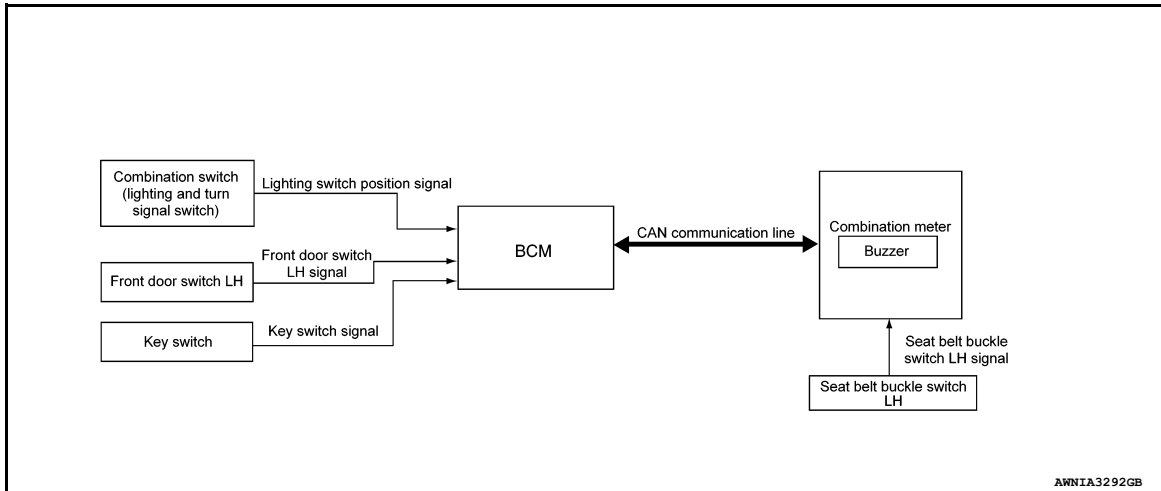 Combination switch
(lighting and turn
signal switch)
Lighting switch position signal
Front door switch LH
Front door switch
LH signal
Key switch
Key switch signal
BCM
CAN communication line
Combination meter
Buzzer
Seat belt buckle
switch LH signal
Seat belt buckle switch
LH
AWNIA3292GB